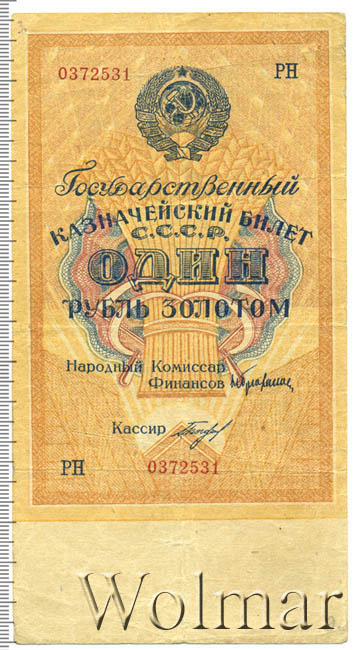 0372531 РН
Государственный
КАЗНАЧЕЙСКИЙ БИЛЕТ
С.С.С.Р.
ОДИН
РУБЛЬ ЗОЛОТОМ
Народный Комиссар
Финансов
Кассир
РН 0372531
Wolmar